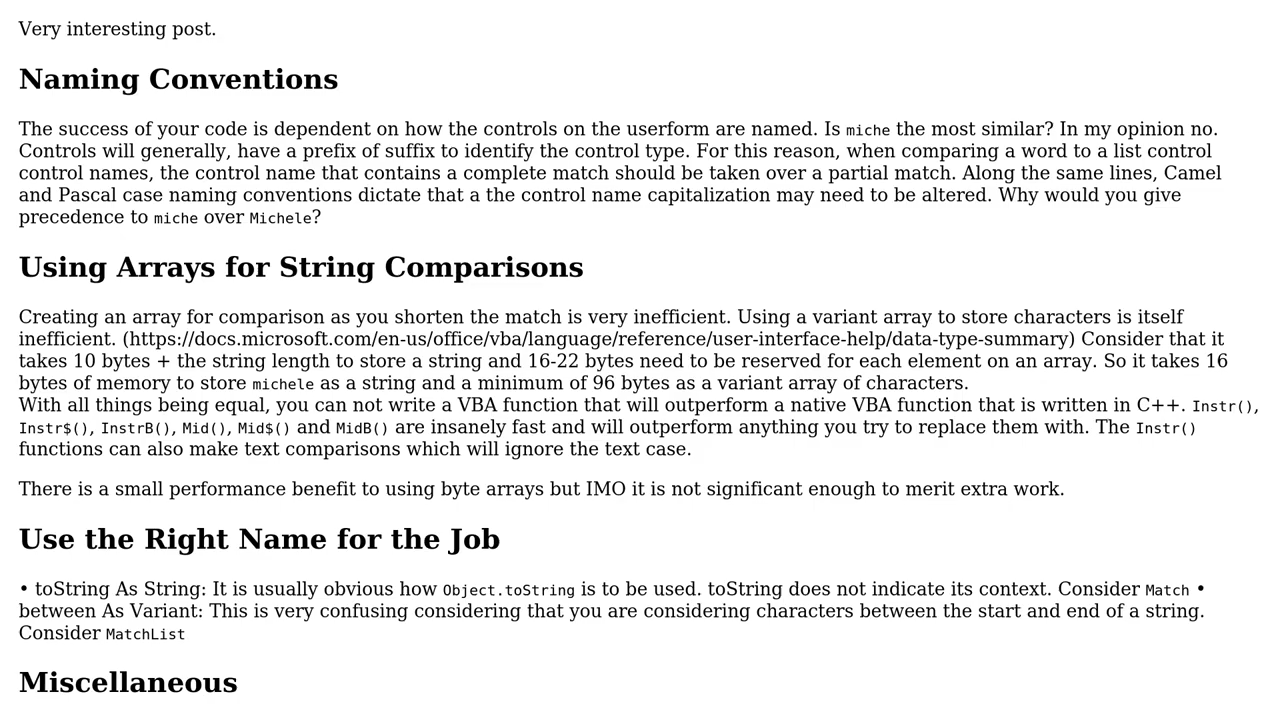 Very interesting post.
Naming Conventions
The success of your code is dependent on how the controls on the userform are named. Is miche the most similar? In my opinion no.
Controls will generally, have a prefix of suffix to identify the control type. For this reason, when comparing a word to a list control
control names, the control name that contains a complete match should be taken over a partial match. Along the same lines, Camel
and Pascal case naming conventions dictate that a the control name capitalization may need to be altered. Why would you give
precedence to miche over Michele?
Using Arrays for String Comparisons
Creating an array for comparison as you shorten the match is very inefficient. Using a variant array to store characters is itself
inefficient. (https://docs.microsoft.com/en-us/office/vba/language/reference/user-interface-help/data-type-summary) Consider that it
takes 10 bytes + the string length to store a string and 16-22 bytes need to be reserved for each element on an array. So it takes 16
bytes of memory to store michele as a string and a minimum of 96 bytes as a variant array of characters.
With all things being equal, you can not write a VBA function that will outperform a native VBA function that is written in C++. Instr(),
Instr$(), InstrB(), Mid(), Mid$() and MidB() are insanely fast and will outperform anything you try to replace them with. The Instr()
functions can also make text comparisons which will ignore the text case.
There is a small performance benefit to using byte arrays but IMO it is not significant enough to merit extra work.
Use the Right Name for the Job
• toString As String: It is usually obvious how Object.toString is to be used. toString does not indicate its context. Consider Match •
between As Variant: This is very confusing considering that you are considering characters between the start and end of a string.
Consider MatchList
Miscellaneous